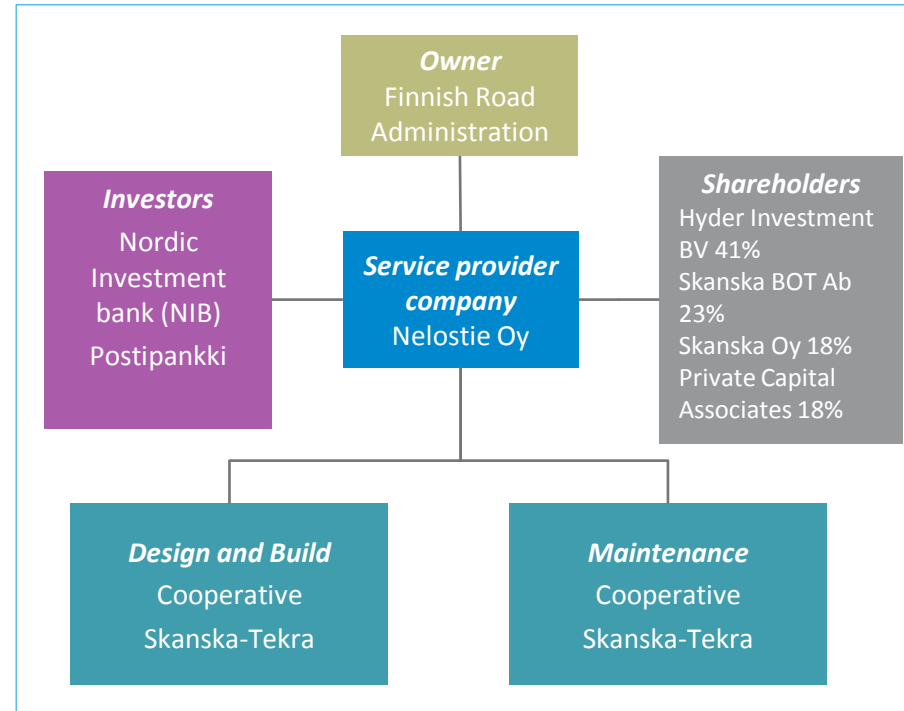 Owner
Finnish Road
Administration
Investors
Nordic
Investment
bank (NIB)
Postipankki
Service provider
company
Nelostie Oy
Shareholders
Hyder Investment
BV 41%
Skanska BOT Ab
23%
Skanska Oy 18%
Private Capital
Associates 18%
Design and Build
Cooperative
Skanska-Tekra
Maintenance
Cooperative
Skanska-Tekra